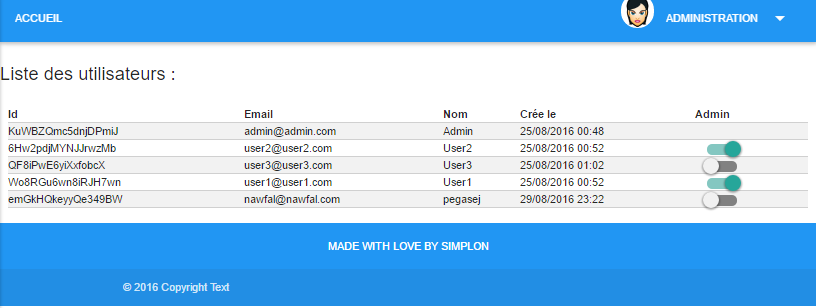 ACCUEIL ADMINISTRATION
Liste des utilisateurs :
Id Email Nom Crée le Admin
KuWBZQmc5dnjDPmiJ admin@admin.com Admin 25/08/2016 00:48
6Hw2pdjMYNJJrwzMb user2@user2.com User2 25/08/2016 00:52
QF8iPwE6yiXxfobcX user3@user3.com User3 25/08/2016 01:02
Wo8RGu6wn8iRJH7wn user1@user1.com User1 25/08/2016 00:52
emGkHQkeyyQe349BW nawfal@nawfal.com pegasej 29/08/2016 23:22
MADE WITH LOVE BY SIMPLON
© 2016 Copyright Text